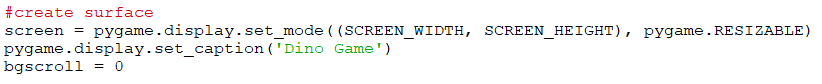 #create surface
screen = pygame.display.set_mode((SCREEN_WIDTH, SCREEN_HEIGHT), pygame.RESIZABLE)
pygame.display.set_caption('Dino Game')
bgscroll = 0